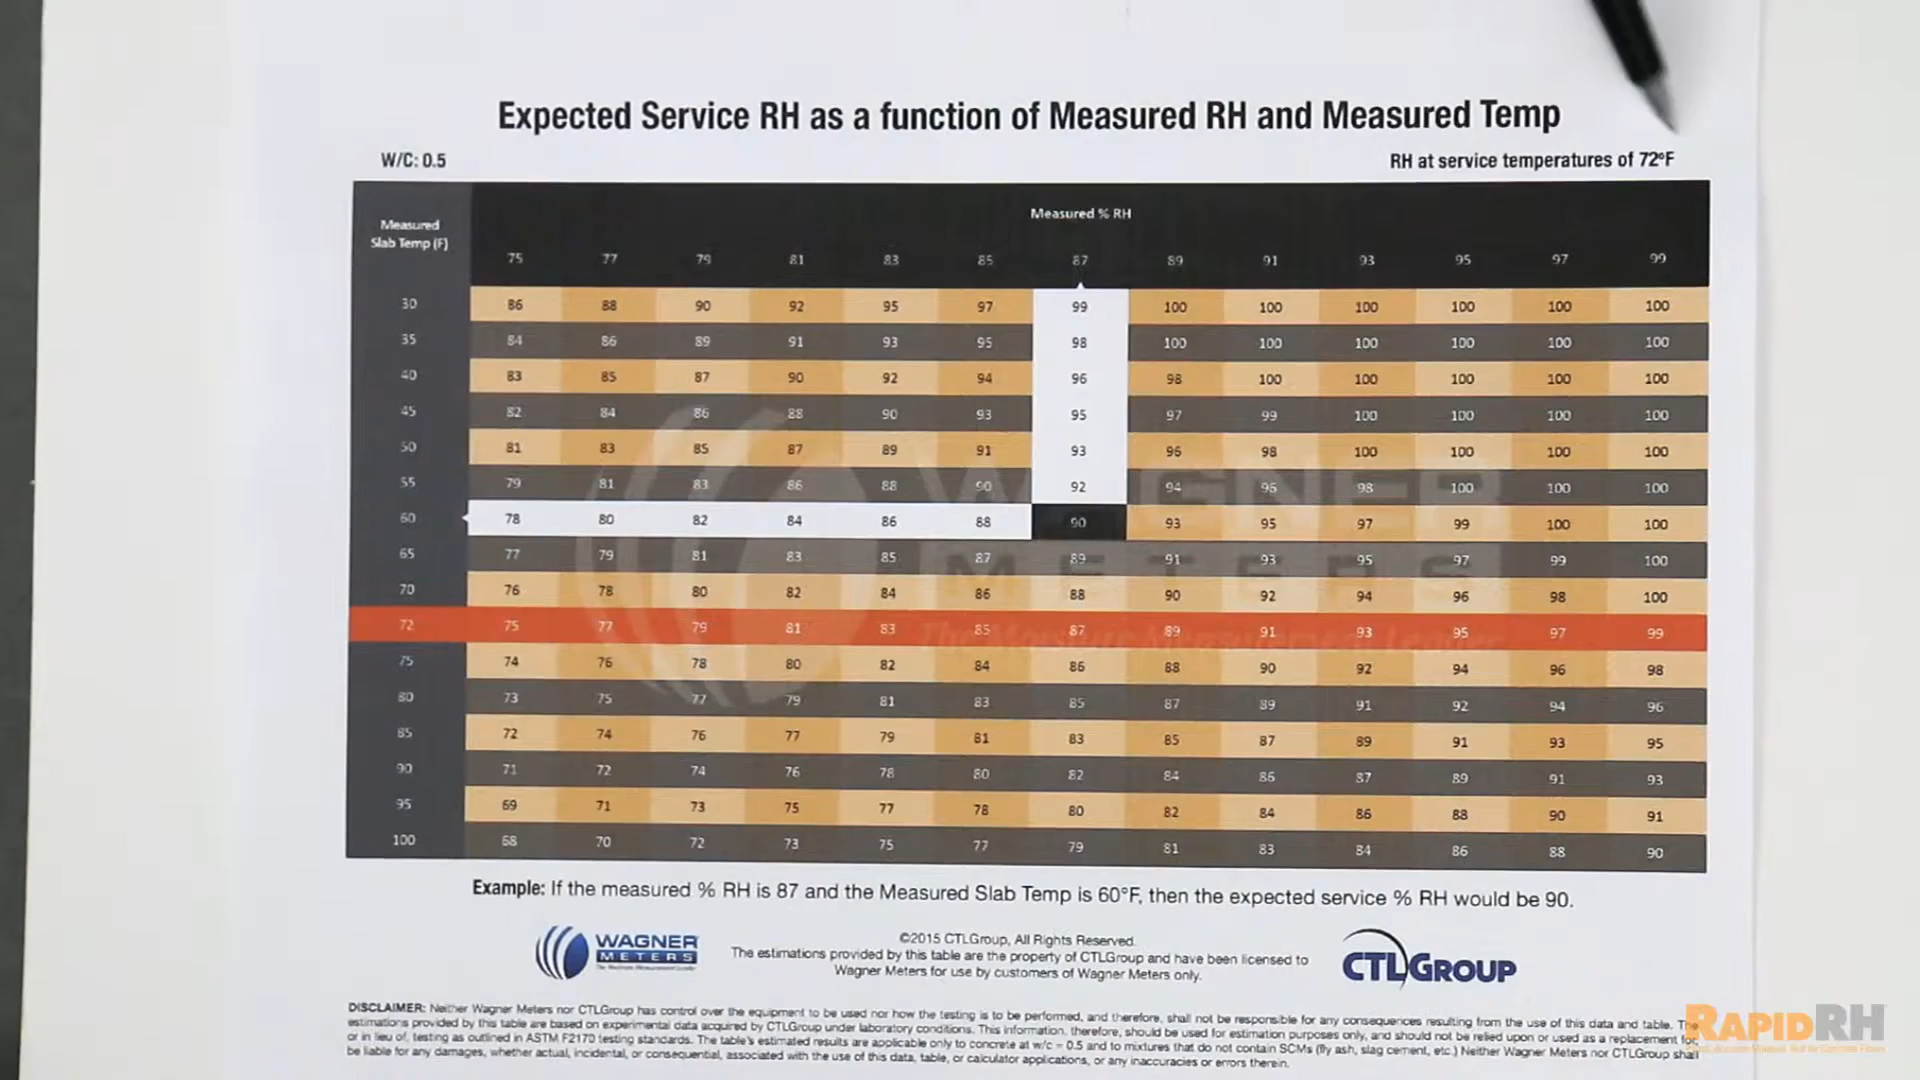 Expected Service RH as a function of Measured RH and Measured Temp
W/C: 0.5 RH at service temperatures of 72ºF
Measured % RH
Measured
Slab Temp (F)
75 77 79 81 83 85 87 89 91 93 95 97 99
30 86 88 90 92 95 97 99 100 100 100 100 100 100
35 84 86 89 91 93 95 98 100 100 100 100 100 100
40 83 85 87 90 92 94 96 98 100 100 100 100 100
45 82 84 86 88 90 93 95 97 99 100 100 100 100
50 81 83 85 87 89 91 93 96 98 100 100 100 100
55 79 81 83 86 88 90 92 94 96 98 100 100 100
60 78 80 82 84 86 88 90 93 95 97 99 100 100
65 77 79 81 83 85 87 89 91 93 95 97 99 100
70 76 78 80 82 84 86 88 90 92 94 96 98 100
72 75 77 79 81 83 85 87 89 91 93 95 97 99
75 74 76 78 80 82 84 86 88 90 92 94 96 98
80 73 75 77 79 81 83 85 87 89 91 92 94 96
85 72 74 76 77 79 81 83 85 87 89 91 93 95
90 71 72 74 76 78 80 82 84 86 87 89 91 93
95 69 71 73 75 77 78 80 82 84 86 88 90 91
100 68 70 72 73 75 77 79 81 83 84 86 88 90
WAGNER
METERS
The Moisture Measurement Leader
Example: If the measured % RH is 87 and the Measured Slab Temp is 60°F, then the expected service % RH would be 90.
WAGNER
METERS
©2015 CTLGroup, All Rights Reserved.
The estimations provided by this table are the property of CTLGroup and have been licensed to
Wagner Meters for use by customers of Wagner Meters only.
CTLGROUP
DISCLAIMER: Neither Wagner Meters nor CTLGroup has control over the equipment to be used nor how the testing is to be performed, and therefore, shall not be responsible for any consequences resulting from the use of this data and table. The
estimations provided by this table are based on experimental data acquired by CTLGroup under laboratory conditions. This information, therefore, should be used for estimation purposes only, and should not be relied upon or used as a replacement for,
or in lieu of, testing as outlined in ASTM F2170 testing standards. The table's estimated results are applicable only to concrete at w/c = 0.5 and to mixtures that do not contain SCMs (fly ash, slag cement, etc.) Neither Wagner Meters nor CTLGroup shall
be liable for any damages, whether actual, incidental, or consequential, associated with the use of this data, table, or calculator applications, or any inaccuracies or errors therein.
RAPIDRH